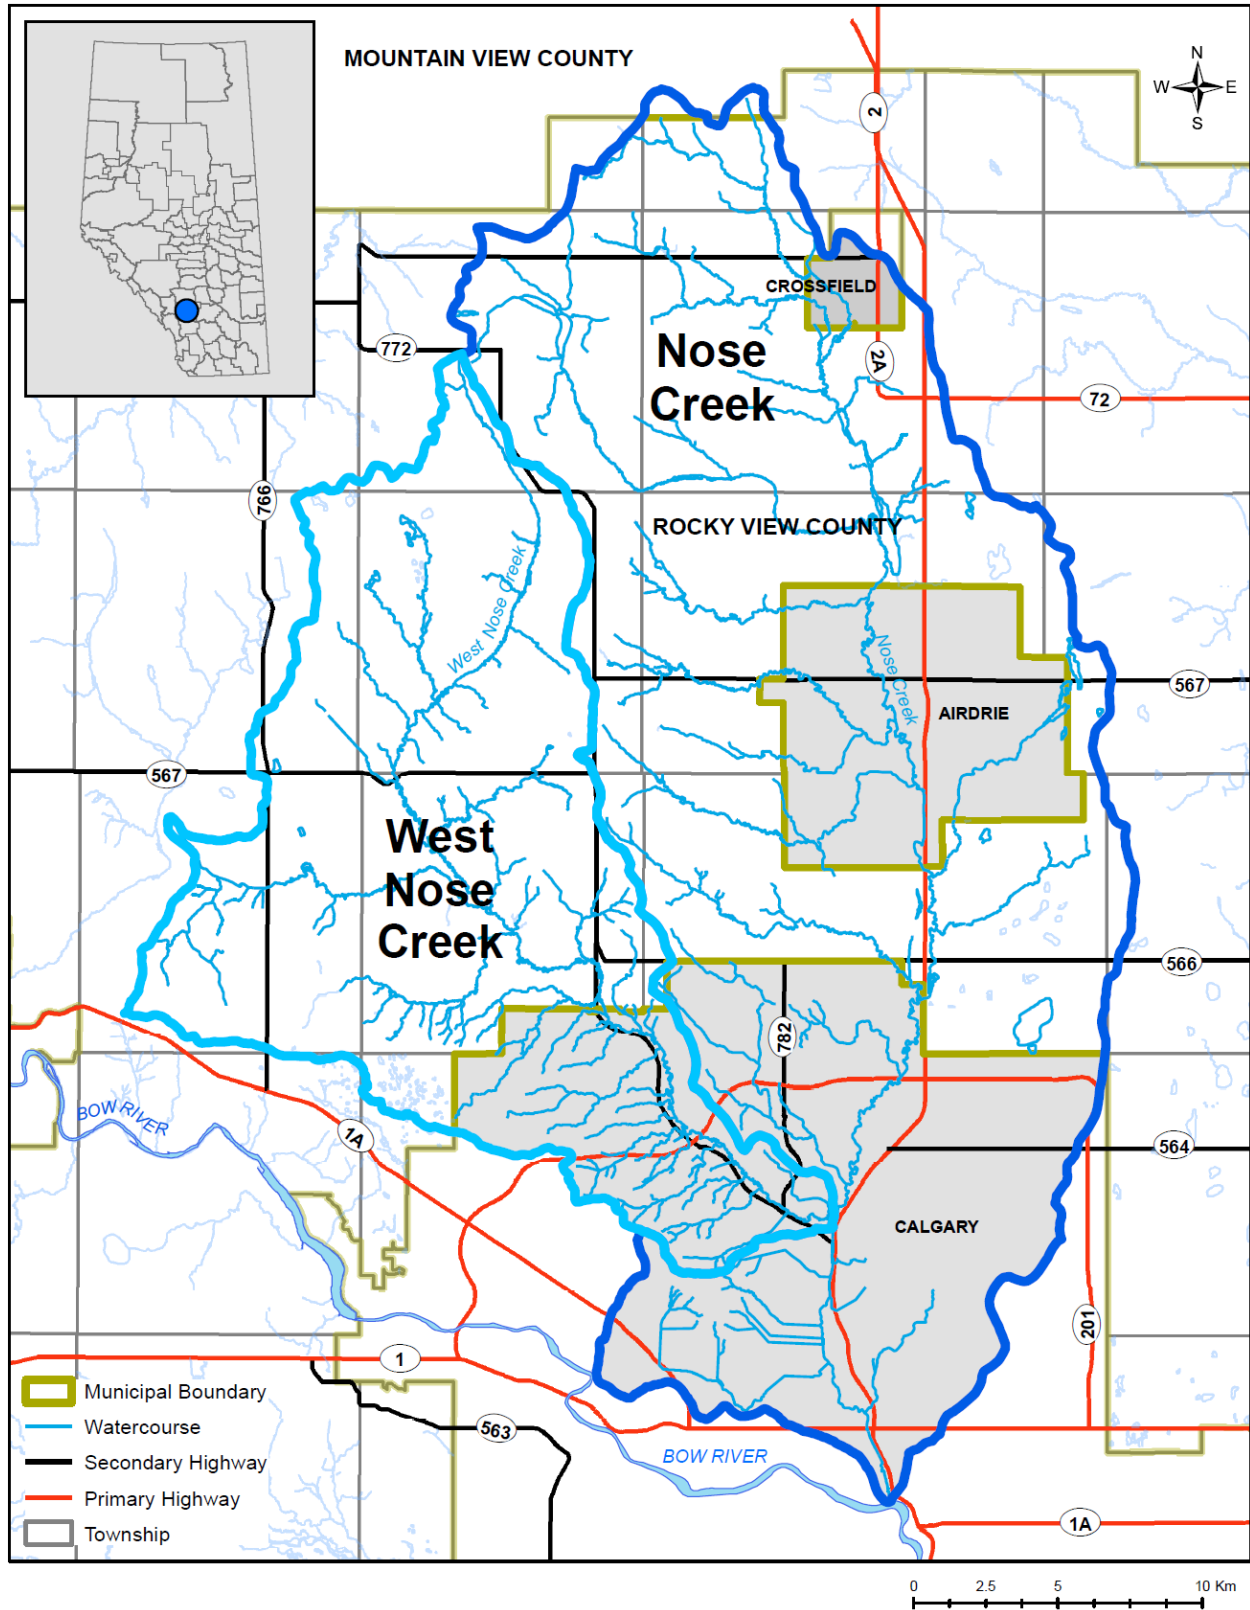 MOUNTAIN VIEW COUNTY
N
W E
S
2
CROSSFIELD
772
Nose
Creek
2A
72
766
ROCKY VIEW COUNTY
West Nose Creek
Nose Creek
567
AIRDRIE
567
West
Nose
Creek
566
782
BOW RIVER
1A
564
CALGARY
201
1
Municipal Boundary
Watercourse
563
BOW RIVER
Secondary Highway
Primary Highway
1A
Township
0 2.5 5 10 Km